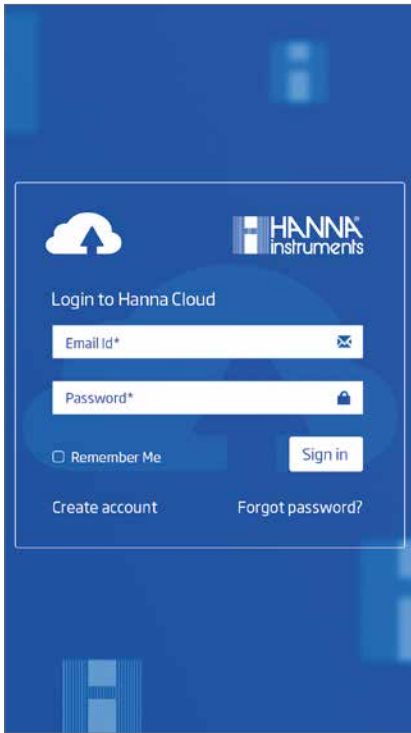 HANNA®
instruments
Login to Hanna Cloud
Email Id*
Password*
Remember Me
Sign in
Create account
Forgot password?